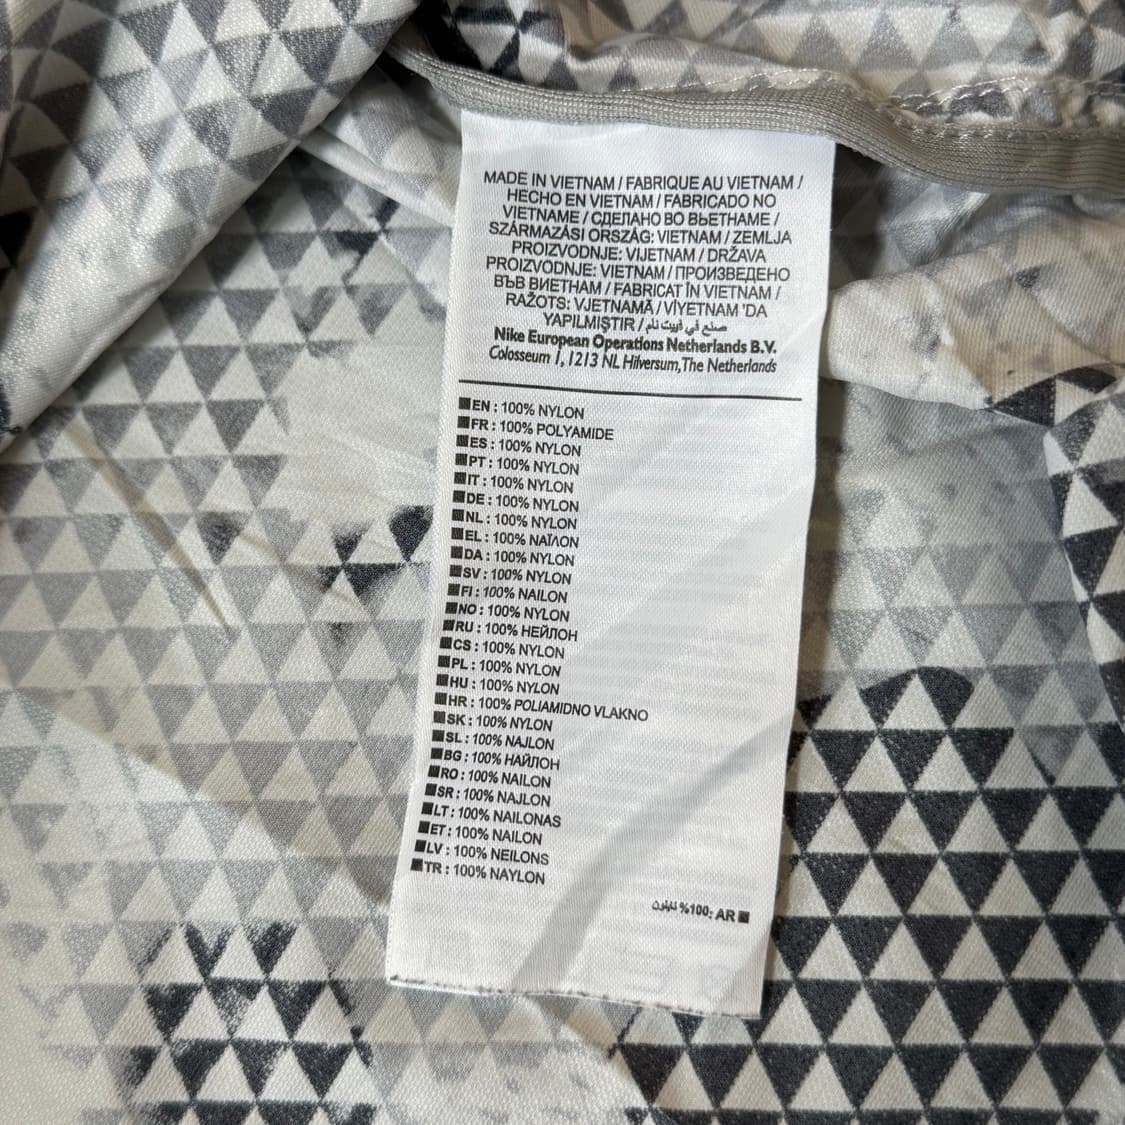 MADE IN VIETNAM / FABRIQUE AU VIETNAM /
HECHO EN VIETNAM / FABRICADO NO
VIETNAME / СДЕЛАНО ВО ВЬЕТНАМЕ /
SZÁRMAZÁSI ORSZÁG: VIETNAM / ZEMLJA
PROIZVODNJE: VIJETNAM / DRŽAVA
PROIZVODNJE: VIETNAM / ПРОИЗВЕДЕНО
ВЪВ ВИЕТНАМ / FABRICAT ÎN VIETNAM /
RAŽOTS: VJETNAMĀ / VİYETNAM 'DA
YAPILMIŞTIR / صنع في فييت نام
Nike European Operations Netherlands B.V.
Colosseum 1, 1213 NL Hilversum, The Netherlands
EN : 100% NYLON
FR : 100% POLYAMIDE
ES : 100% NYLON
PT : 100% NYLON
IT : 100% NYLON
DE : 100% NYLON
NL : 100% NYLON
EL : 100% ΝΑΪΛΟΝ
DA : 100% NYLON
SV : 100% NYLON
FI : 100% NAILON
NO : 100% NYLON
RU : 100% НЕЙЛОН
CS : 100% NYLON
PL : 100% NYLON
HU : 100% NYLON
HR : 100% POLIAMIDNO VLAKNO
SK : 100% NYLON
SL : 100% NAJLON
BG : 100% НАЙЛОН
RO : 100% NAILON
SR : 100% NAJLON
LT : 100% NAILONAS
ET : 100% NAILON
LV : 100% NEILONS
TR : 100% NAYLON
AR :100% نايلون